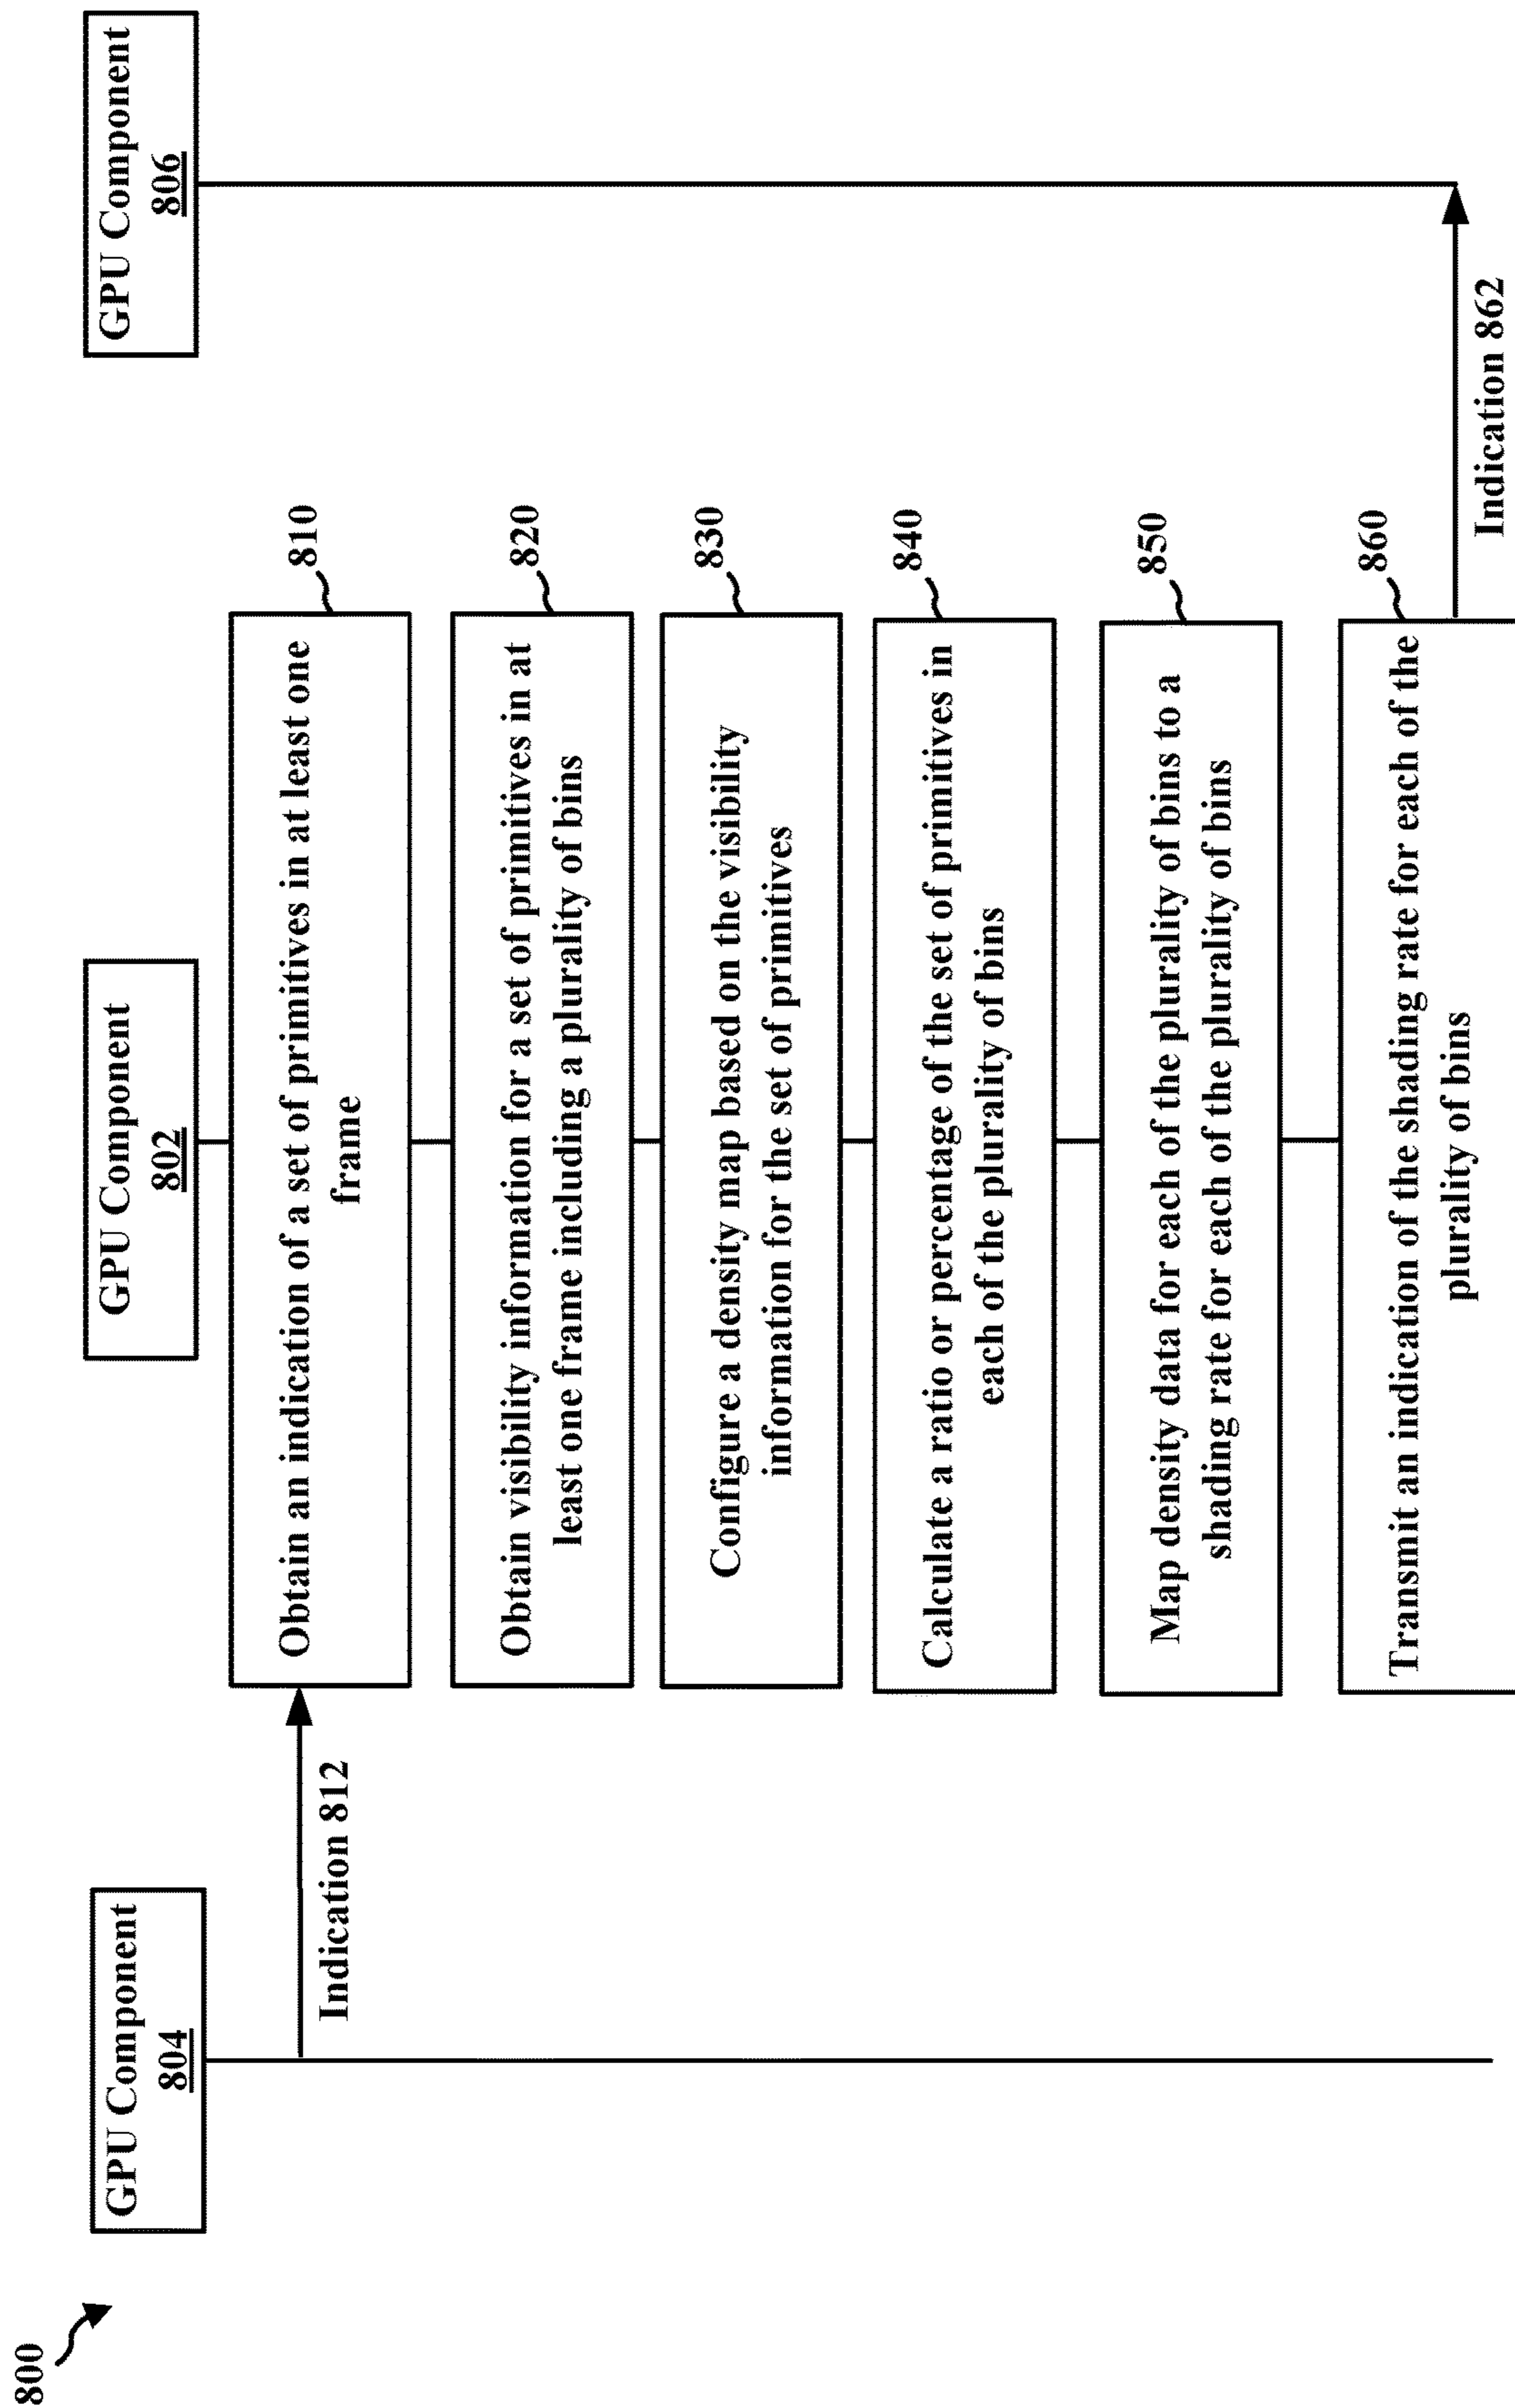 800
GPU Component
804
GPU Component
802
GPU Component
806
Indication 812
Obtain an indication of a set of primitives in at least one
frame
810
Obtain visibility information for a set of primitives in at
least one frame including a plurality of bins
820
Configure a density map based on the visibility
information for the set of primitives
830
Calculate a ratio or percentage of the set of primitives in
each of the plurality of bins
840
Map density data for each of the plurality of bins to a
shading rate for each of the plurality of bins
850
Transmit an indication of the shading rate for each of the
plurality of bins
860
Indication 862